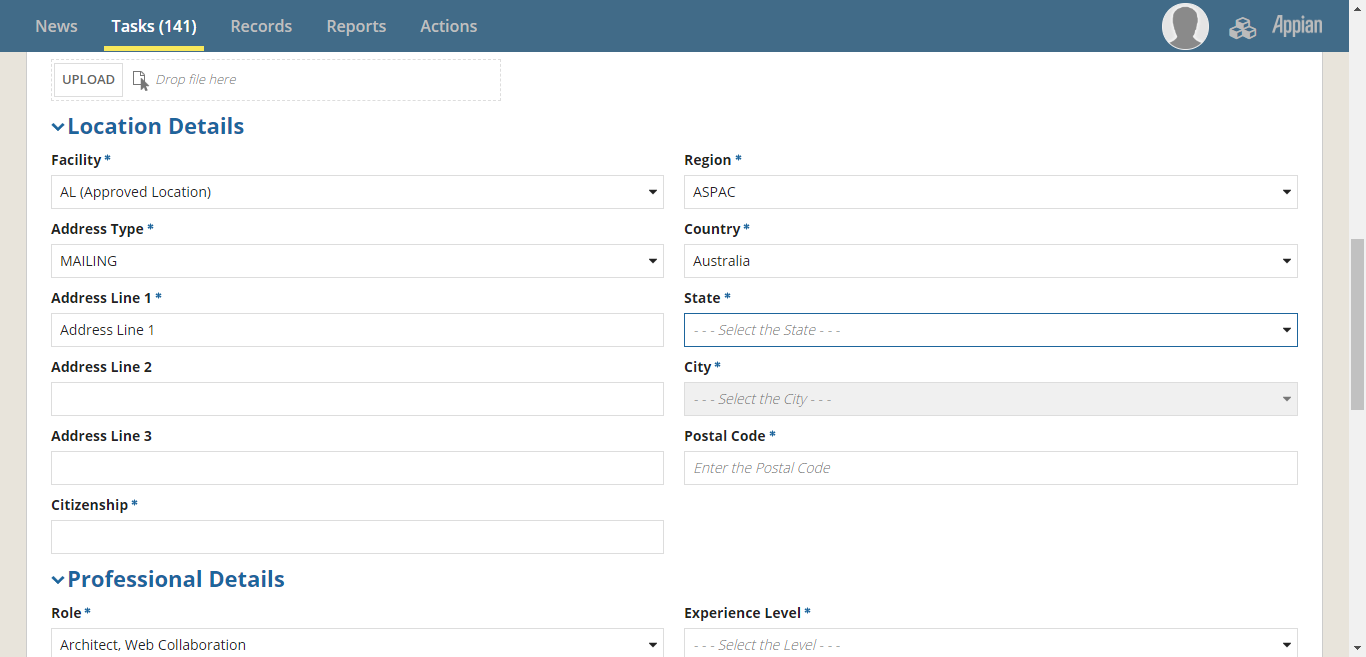 News Tasks (141) Records Reports Actions Appian
UPLOAD Drop file here
Location Details
Facility * Region *
AL (Approved Location) ASPAC
Address Type * Country *
MAILING Australia
Address Line 1 * State *
Address Line 1 - - - Select the State - - -
Address Line 2 City *
- - - Select the City - - -
Address Line 3 Postal Code *
Enter the Postal Code
Citizenship *
Professional Details
Role * Experience Level *
Architect, Web Collaboration - - - Select the Level - - -